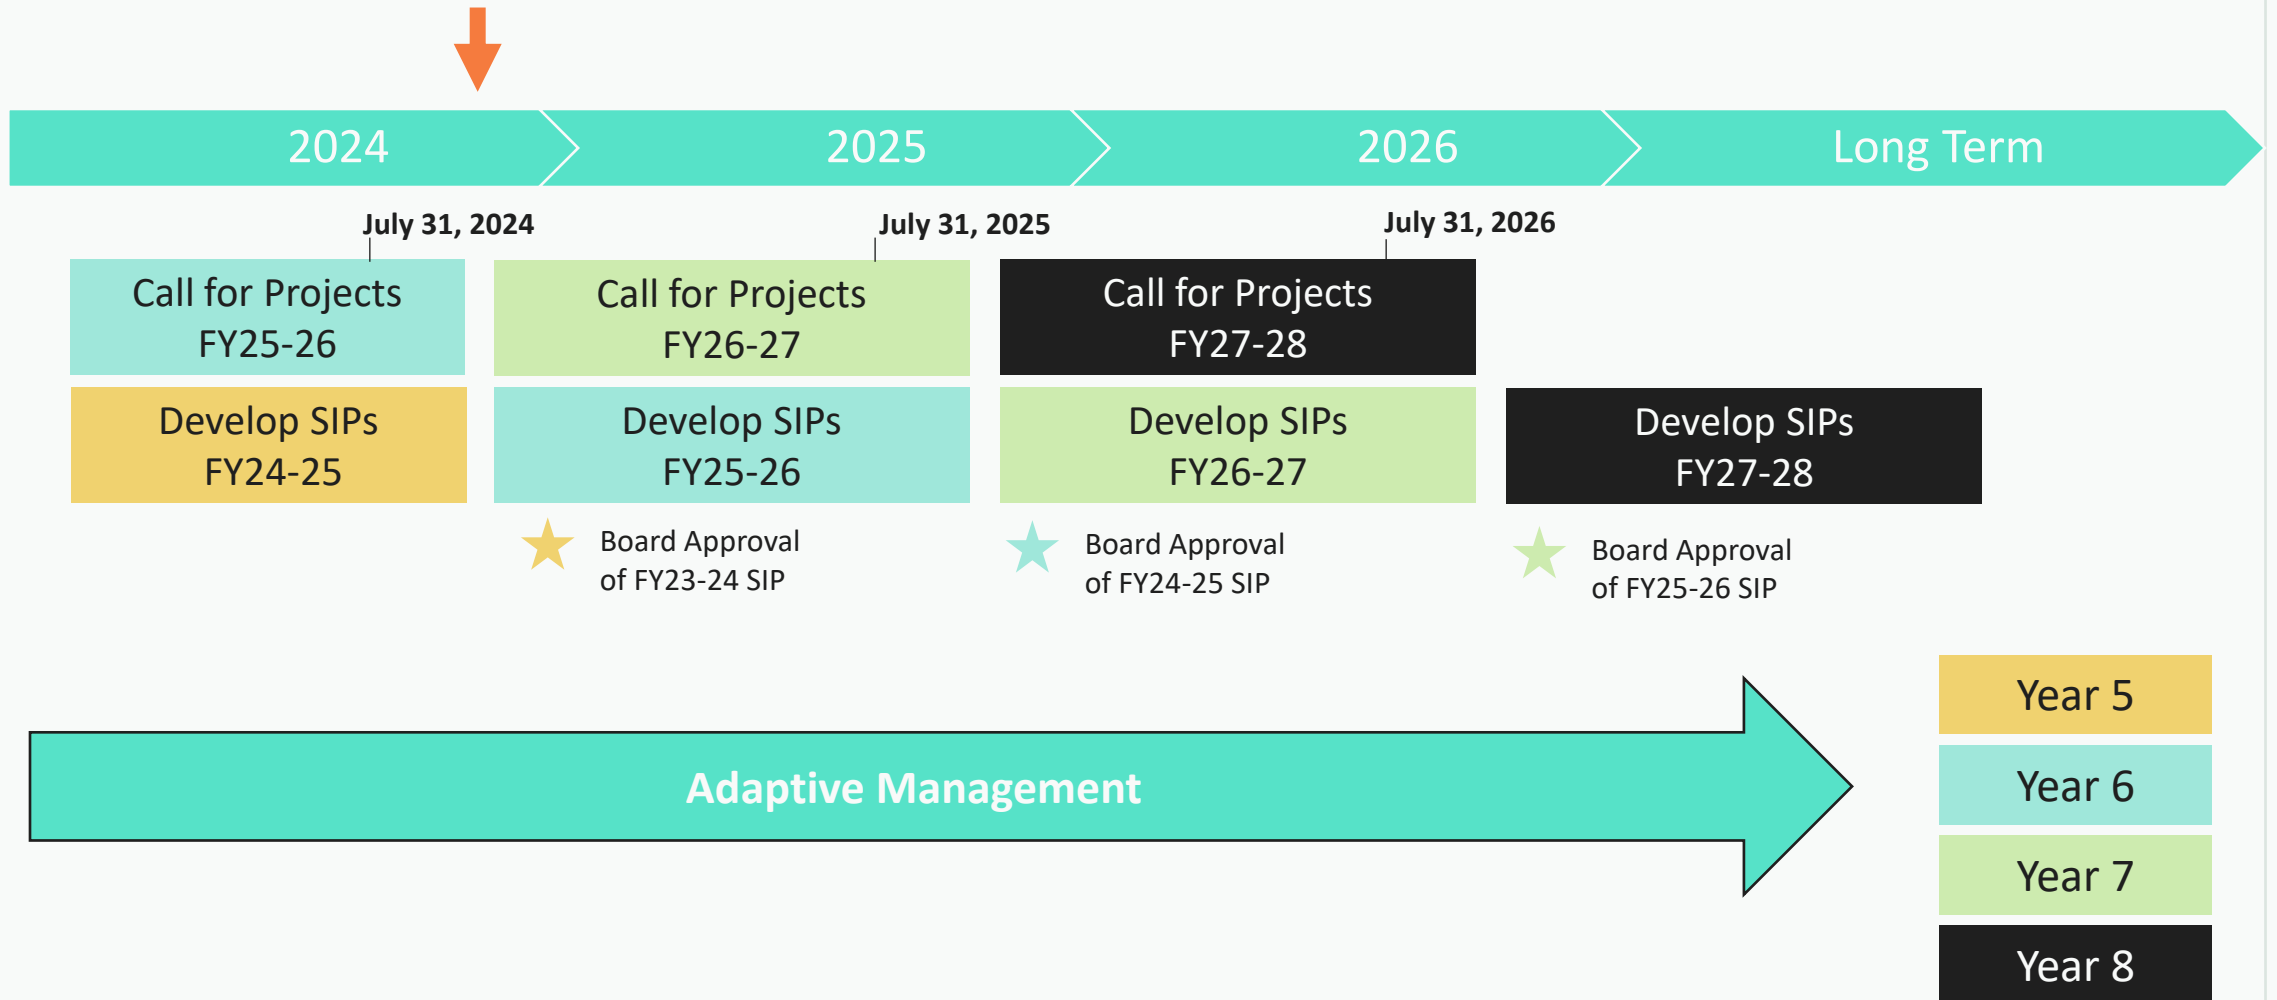 2024
2025
2026
Long Term
July 31, 2024
July 31, 2025
July 31, 2026
Call for Projects
FY25-26
Call for Projects
FY26-27
Call for Projects
FY27-28
Develop SIPs
FY24-25
Develop SIPs
FY25-26
Develop SIPs
FY26-27
Develop SIPs
FY27-28
Board Approval
of FY23-24 SIP
Board Approval
of FY24-25 SIP
Board Approval
of FY25-26 SIP
Adaptive Management
Year 5
Year 6
Year 7
Year 8